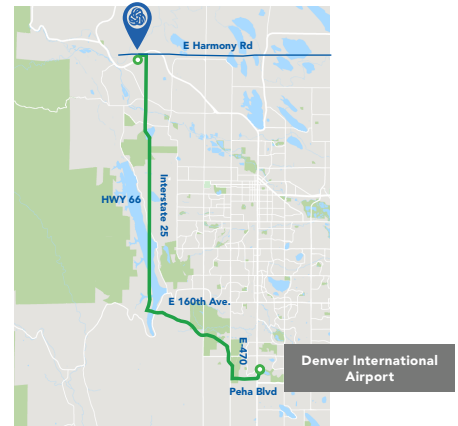 E Harmony Rd
HWY 66
Interstate 25
E 160th Ave.
E-470
Denver International
Airport
Peha Blvd